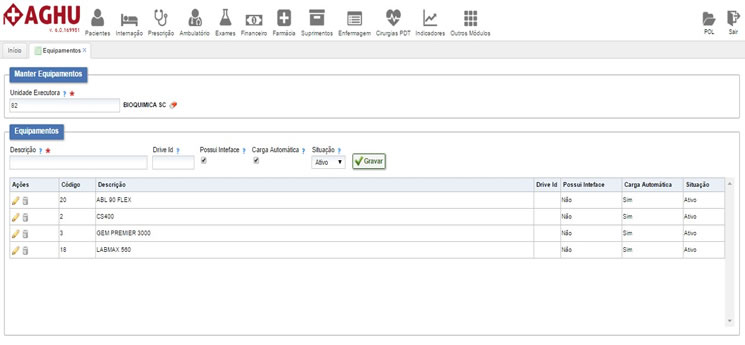 AGHU
v. 6.0.169951
Pacientes Internação Prescrição Ambulatório Exames Financeiro Farmácia Suprimentos Enfermagem Cirurgias PDT Indicadores Outros Módulos POL Sair
Início Equipamentos X
Manter Equipamentos
Unidade Executora ? *
82 BIOQUIMICA SC
Equipamentos
Descrição ? * Drive Id ? Possui Inteface ? Carga Automática ? Situação ?
Ativo Gravar
Ações Código Descrição Drive Id Possui Inteface Carga Automática Situação
20 ABL 90 FLEX Não Sim Ativo
2 CS400 Não Sim Ativo
3 GEM PREMIER 3000 Não Sim Ativo
18 LABMAX 560 Não Sim Ativo